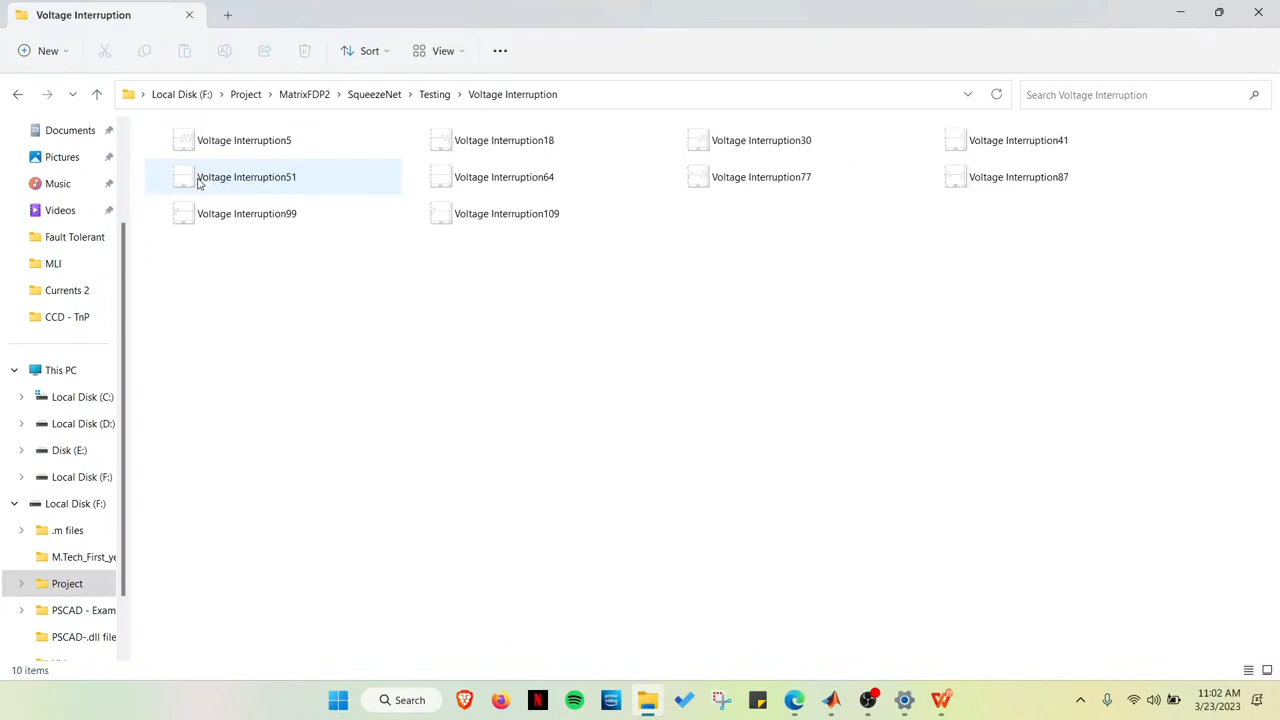 Voltage Interruption
New
Sort
View
Local Disk (F:) Project MatrixFDP2 SqueezeNet Testing Voltage Interruption
Search Voltage Interruption
Documents
Pictures
Music
Videos
Fault Tolerant
MLI
Currents 2
CCD - TnP
This PC
Local Disk (C:)
Local Disk (D:)
Disk (E:)
Local Disk (F:)
Local Disk (F:)
.m files
M.Tech_First_ye
Project
PSCAD - Exam
PSCAD-.dll file
Voltage Interruption5 Voltage Interruption18 Voltage Interruption30 Voltage Interruption41
Voltage Interruption51 Voltage Interruption64 Voltage Interruption77 Voltage Interruption87
Voltage Interruption99 Voltage Interruption109
10 items
Search
prime video
11:02 AM
3/23/2023